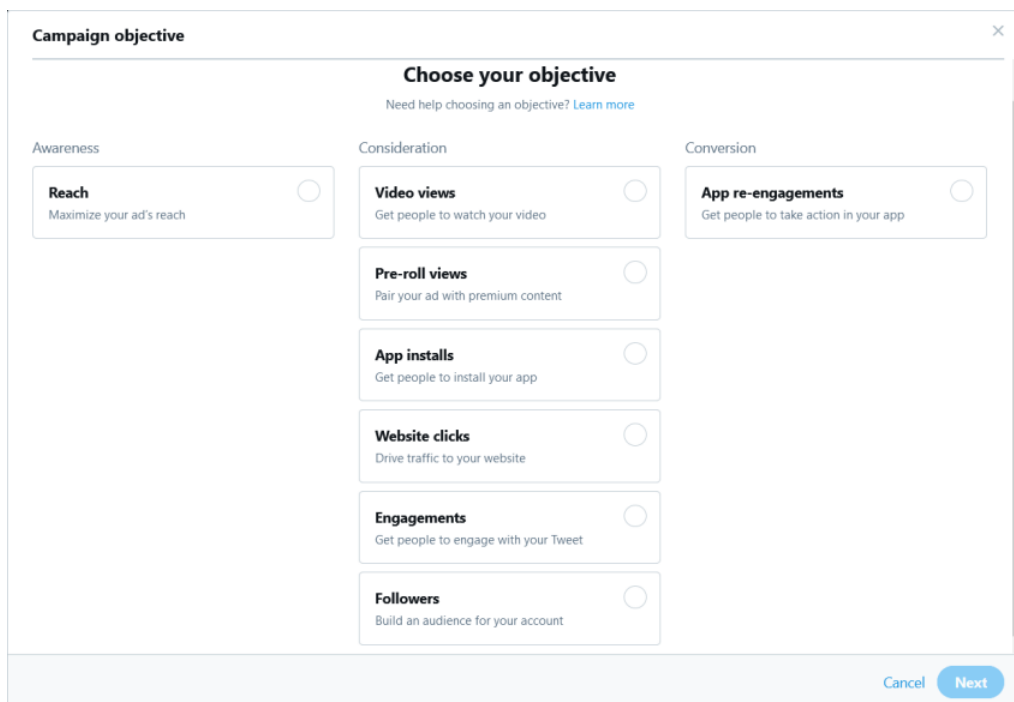 Campaign objective
Choose your objective
Need help choosing an objective? Learn more
Awareness
Reach
Maximize your ad's reach
Consideration
Video views
Get people to watch your video
Pre-roll views
Pair your ad with premium content
App installs
Get people to install your app
Website clicks
Drive traffic to your website
Engagements
Get people to engage with your Tweet
Followers
Build an audience for your account
Conversion
App re-engagements
Get people to take action in your app
Cancel
Next